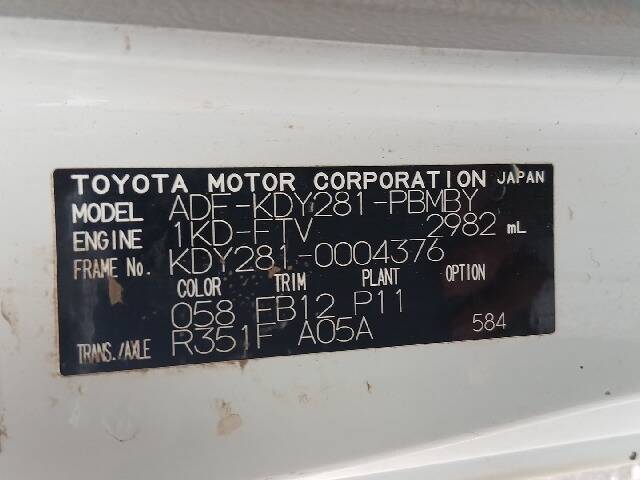 TOYOTA MOTOR CORPORATION JAPAN
MODEL ADF-KDY281-PBMBY
ENGINE 1KD-FTV 2982 mL
FRAME No. KDY281-0004376
COLOR TRIM PLANT OPTION
058 FB12 P11
TRANS./AXLE R351F A05A 584